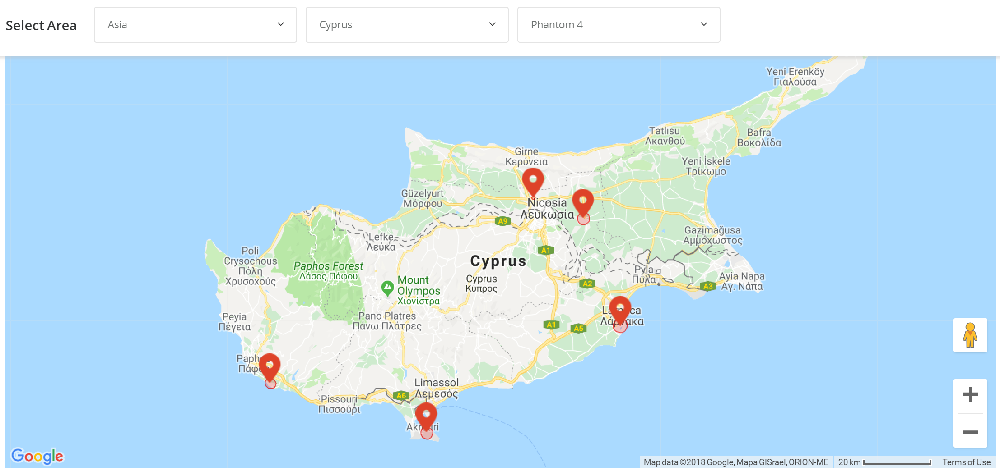 Select Area
Asia
Cyprus
Phantom 4
Yeni Erenköy
Γιαλούσα
Tatlısu
Ακανθού
Bafra
Βοκολίδα
Girne
Κερύνεια
Yeni İskele
Τρίκωμο
Güzelyurt
Μόρφου
Nicosia
Λευκωσία
A9
Gazimağusa
Αμμόχωστος
Lefke
Λεύκα
A1
Poli
Crysochous
Πόλη
Χρυσοχούς
Paphos Forest
Δάσος Πάφου
Cyprus
Cyprus
Κύπρος
Mount
Olympos
Χιονίστρα
Pyla
Πύλα
Ayia Napa
Αγ. Νάπα
A2
A3
Peyia
Πέγεια
Pano Platres
Πάνω Πλάτρες
A1
A5
Limassol
Λεμεσός
A6
Pissouri
Πισσούρι
Google
Map data ©2018 Google, Mapa GISrael, ORION-ME
20 km
Terms of Use